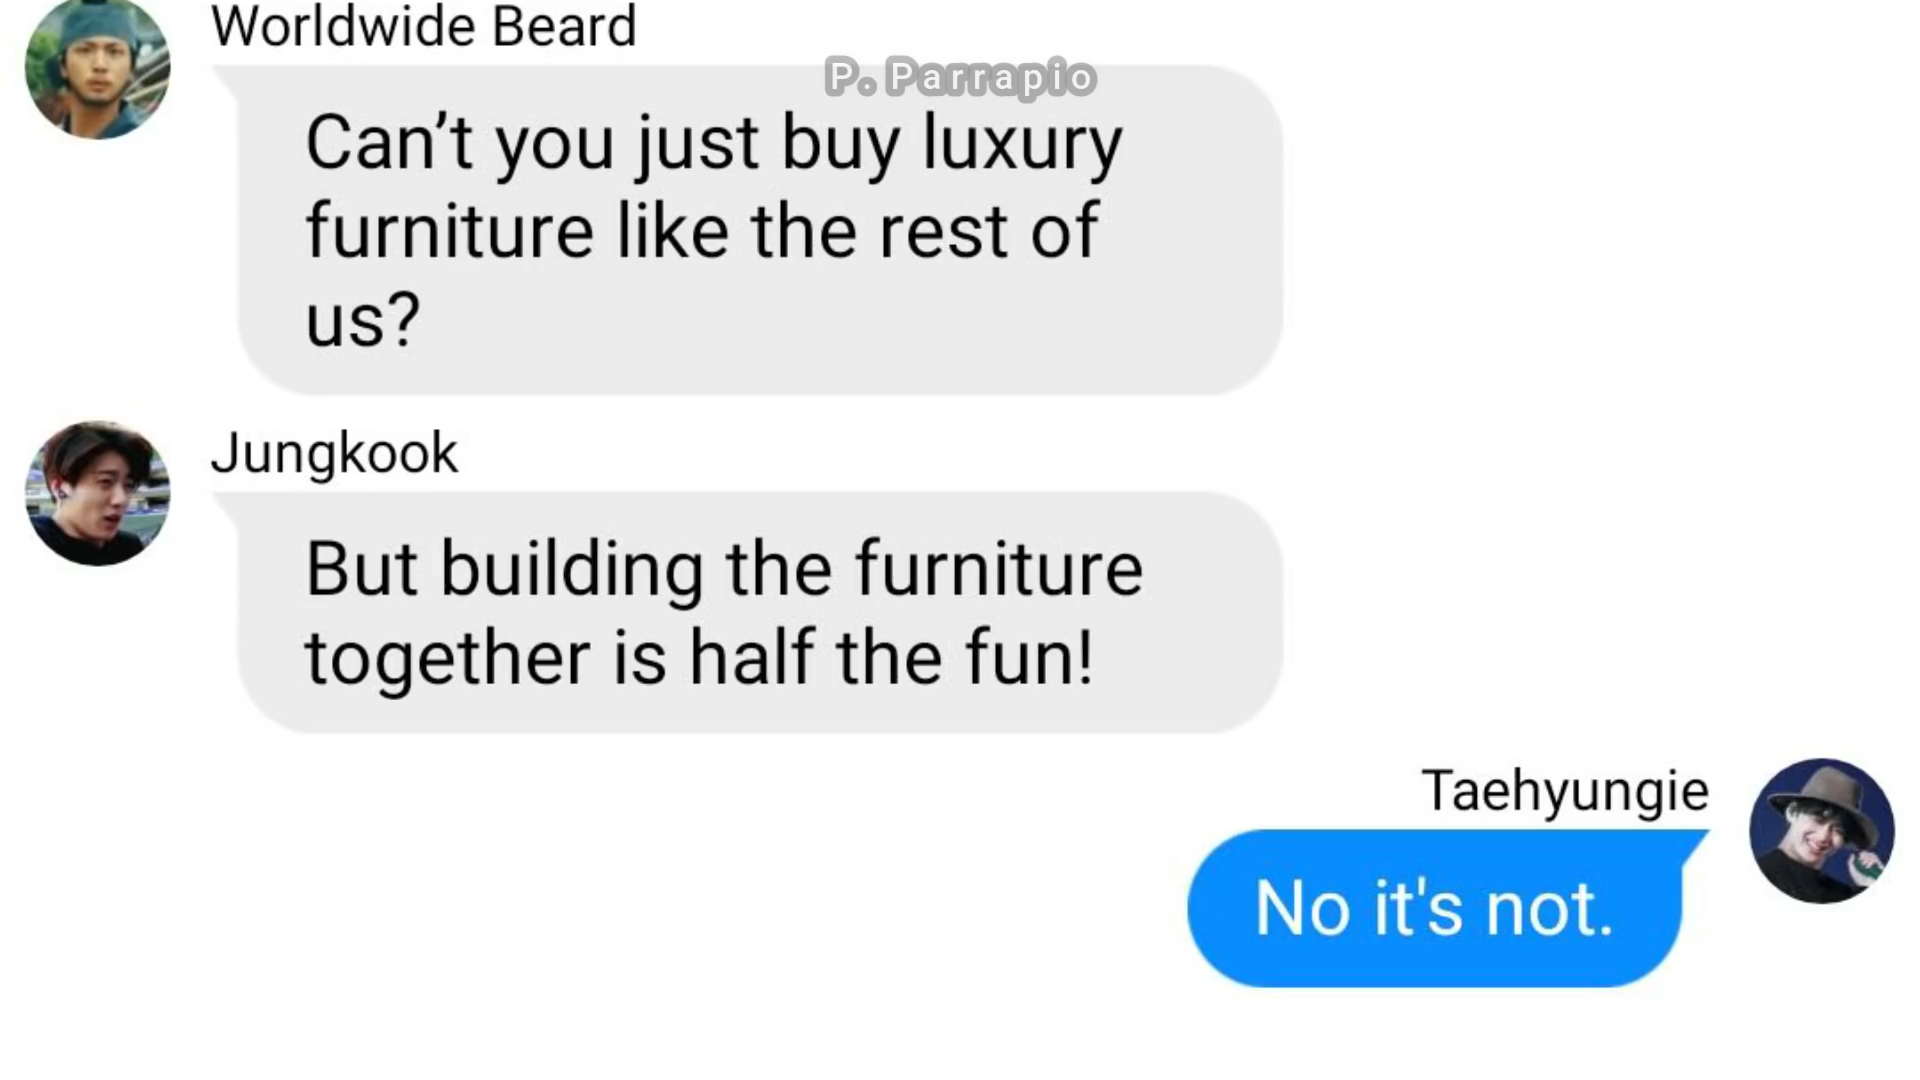 Worldwide Beard
P. Parrapio
Can’t you just buy luxury
furniture like the rest of
us?
Jungkook
But building the furniture
together is half the fun!
Taehyungie
No it's not.